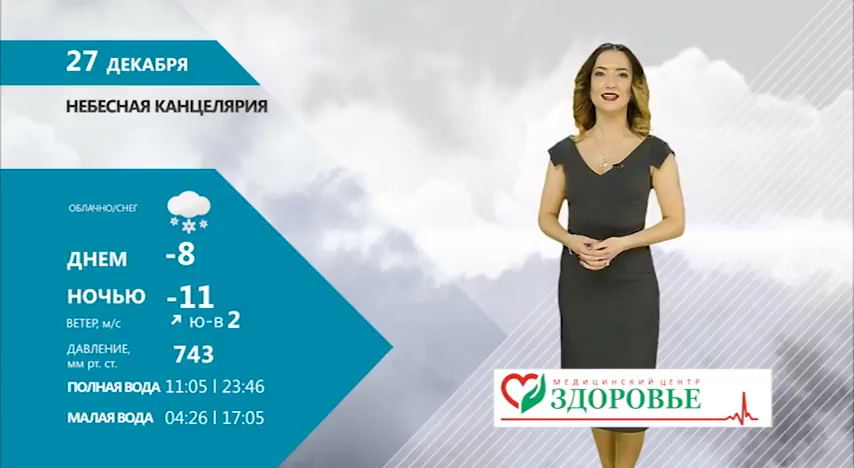 27 ДЕКАБРЯ
НЕБЕСНАЯ КАНЦЕЛЯРИЯ
ОБЛАЧНО/СНЕГ
ДНЕМ -8
НОЧЬЮ -11
ВЕТЕР, м/с ю-в 2
ДАВЛЕНИЕ,
мм рт. ст. 743
ПОЛНАЯ ВОДА 11:05 | 23:46
МАЛАЯ ВОДА 04:26 | 17:05
МЕДИЦИНСКИЙ ЦЕНТР
ЗДОРОВЬЕ